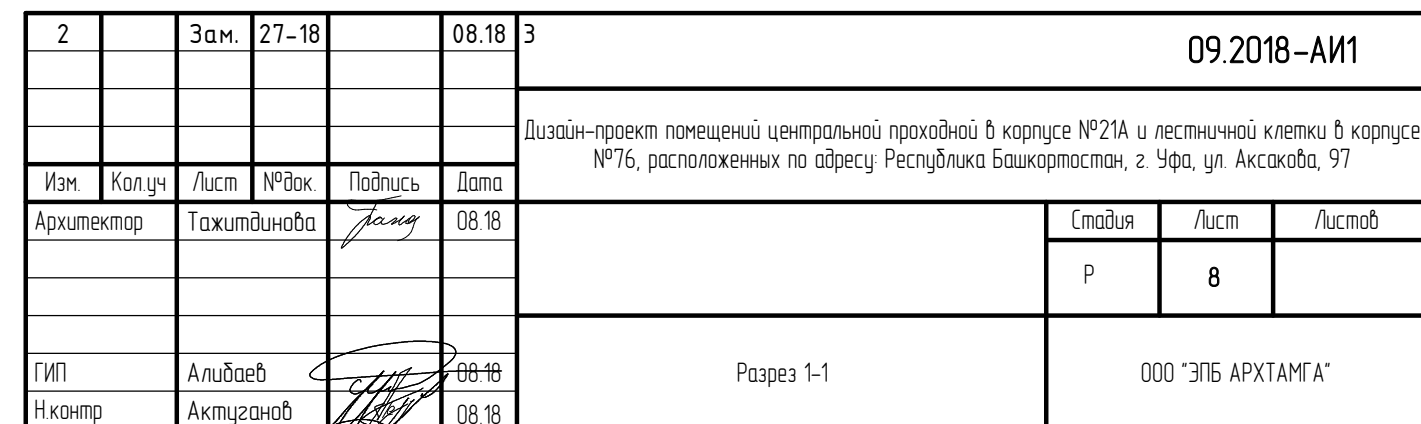 2 Зам. 27-18 08.18 3
09.2018-АИ1
Дизайн-проект помещений центральной проходной в корпусе №21А и лестничной клетки в корпусе
№76, расположенных по адресу: Республика Башкортостан, г. Уфа, ул. Аксакова, 97
Изм. Кол.уч Лист №док. Подпись Дата
Архитектор Тажитдинова 08.18 Стадия Лист Листов
Р 8
ГИП Алибаев 08.18 Разрез 1-1 ООО "ЭПБ АРХТАМГА"
Н.контр Актуганов 08.18